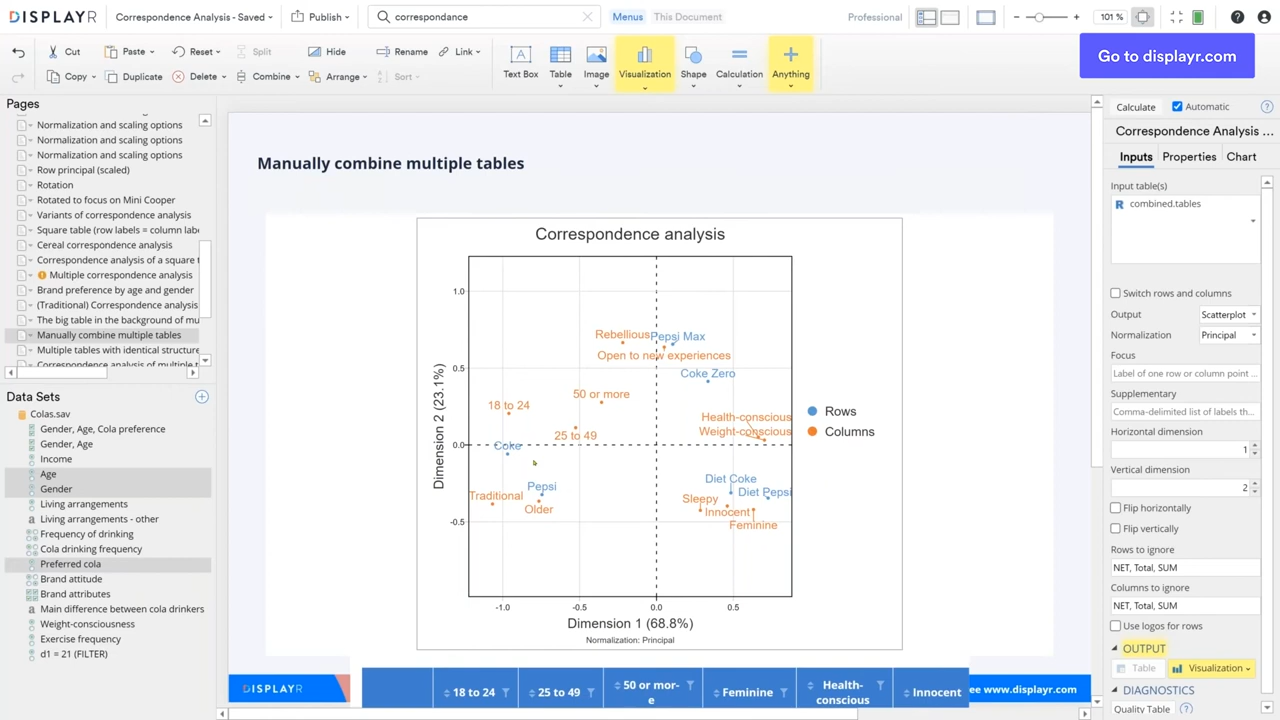 DISPLAYR
Correspondence Analysis - Saved
Publish
correspondance
Menus
This Document
Professional
101 %
Cut
Paste
Reset
Split
Hide
Rename
Link
Copy
Duplicate
Delete
Combine
Arrange
Sort
Text Box
Table
Image
Visualization
Shape
Calculation
Anything
Go to displayr.com
Pages
Normalization and scaling options
Normalization and scaling options
Normalization and scaling options
Row principal (scaled)
Rotation
Rotated to focus on Mini Cooper
Variants of correspondence analysis
Square table (row labels = column labe
Cereal correspondence analysis
Correspondence analysis of a square t
Multiple correspondence analysis
Brand preference by age and gender
(Traditional) Correspondence analysis
The big table in the background of mu
Manually combine multiple tables
Multiple tables with identical structure
Correspondence analysis of multiple t
Data Sets
Colas.sav
Gender, Age, Cola preference
Gender, Age
Income
Age
Gender
Living arrangements
Living arrangements - other
Frequency of drinking
Cola drinking frequency
Preferred cola
Brand attitude
Brand attributes
Main difference between cola drinkers
Weight-consciousness
Exercise frequency
d1 = 21 (FILTER)
Manually combine multiple tables
Correspondence analysis
1.0
0.5
0.0
-0.5
-1.0
-0.5
0.0
0.5
Dimension 2 (23.1%)
Dimension 1 (68.8%)
Normalization: Principal
Rebellious
Pepsi Max
Open to new experiences
Coke Zero
50 or more
18 to 24
25 to 49
Health-conscious
Weight-conscious
Coke
Pepsi
Traditional
Older
Diet Coke
Diet Pepsi
Sleepy
Innocent
Feminine
Rows
Columns
DISPLAYR
18 to 24
25 to 49
50 or mor-
e
Feminine
Health-
conscious
Innocent
ee www.displayr.com
Calculate
Automatic
Correspondence Analysis ...
Inputs
Properties
Chart
Input table(s)
R combined.tables
Switch rows and columns
Output
Scatterplot
Normalization
Principal
Focus
Label of one row or column point ...
Supplementary
Comma-delimited list of labels th...
Horizontal dimension
1
Vertical dimension
2
Flip horizontally
Flip vertically
Rows to ignore
NET, Total, SUM
Columns to ignore
NET, Total, SUM
Use logos for rows
OUTPUT
Table
Visualization
DIAGNOSTICS
Quality Table